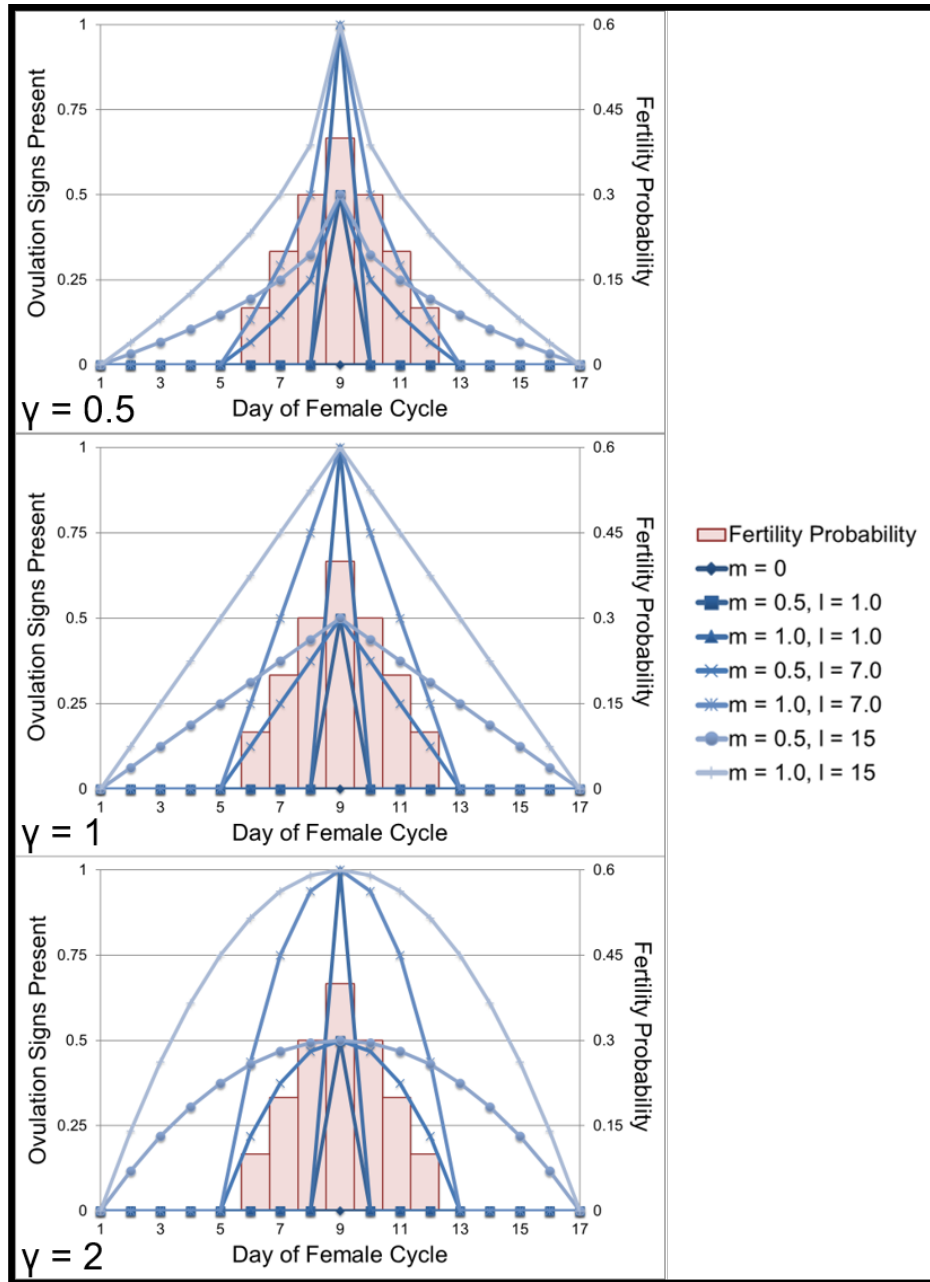 Ovulation Signs Present
1
0.75
0.5
0.25
0
0.6
0.45
0.3
0.15
0
Fertility Probability
1 3 5 7 9 11 13 15 17
Day of Female Cycle
γ = 0.5
Ovulation Signs Present
1
0.75
0.5
0.25
0
0.6
0.45
0.3
0.15
0
Fertility Probability
1 3 5 7 9 11 13 15 17
Day of Female Cycle
γ = 1
Ovulation Signs Present
1
0.75
0.5
0.25
0
0.6
0.45
0.3
0.15
0
Fertility Probability
1 3 5 7 9 11 13 15 17
Day of Female Cycle
γ = 2
Fertility Probability
m = 0
m = 0.5, l = 1.0
m = 1.0, l = 1.0
m = 0.5, l = 7.0
m = 1.0, l = 7.0
m = 0.5, l = 15
m = 1.0, l = 15